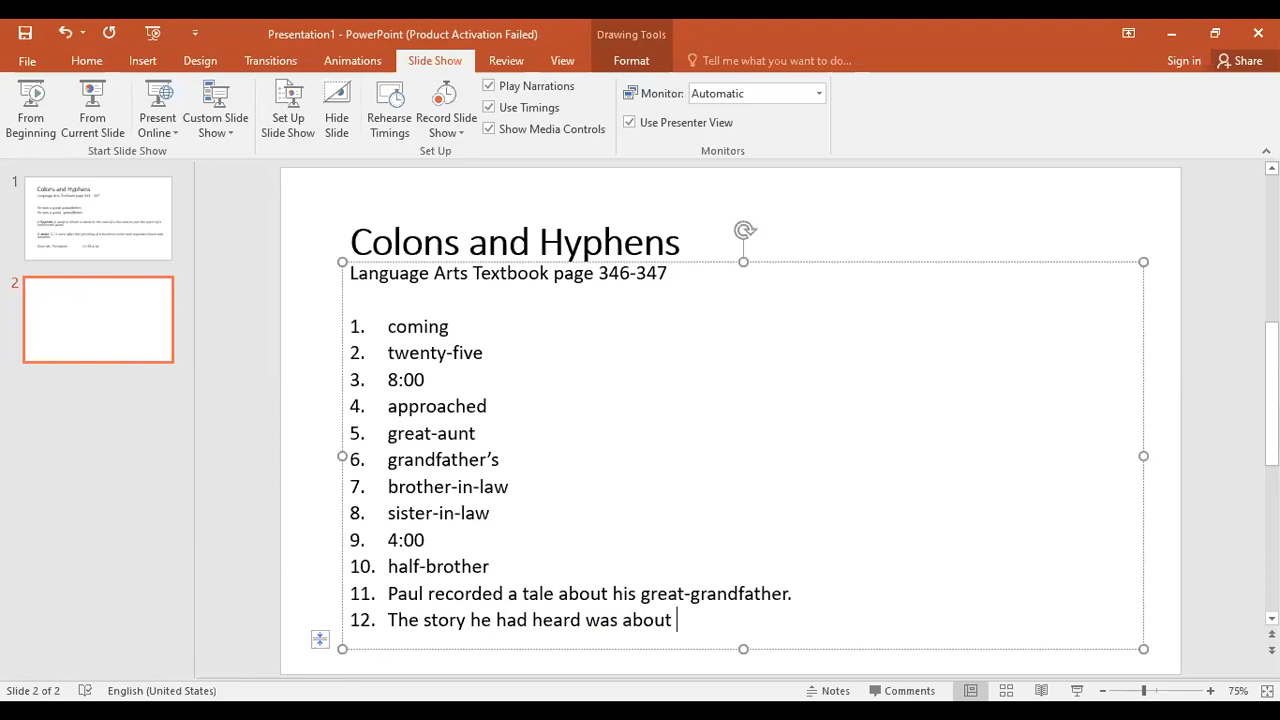 Presentation1 - PowerPoint (Product Activation Failed)
Drawing Tools
File Home Insert Design Transitions Animations Slide Show Review View Format Tell me what you want to do... Sign in Share
From Beginning
From Current Slide
Present Online
Custom Slide Show
Set Up Slide Show
Hide Slide
Rehearse Timings
Record Slide Show
Play Narrations
Use Timings
Show Media Controls
Monitor: Automatic
Use Presenter View
Start Slide Show
Set Up
Monitors
1
Colons and Hyphens
2
Colons and Hyphens
Language Arts Textbook page 346-347
1. coming
2. twenty-five
3. 8:00
4. approached
5. great-aunt
6. grandfather’s
7. brother-in-law
8. sister-in-law
9. 4:00
10. half-brother
11. Paul recorded a tale about his great-grandfather.
12. The story he had heard was about
Slide 2 of 2 English (United States) Notes Comments 75%